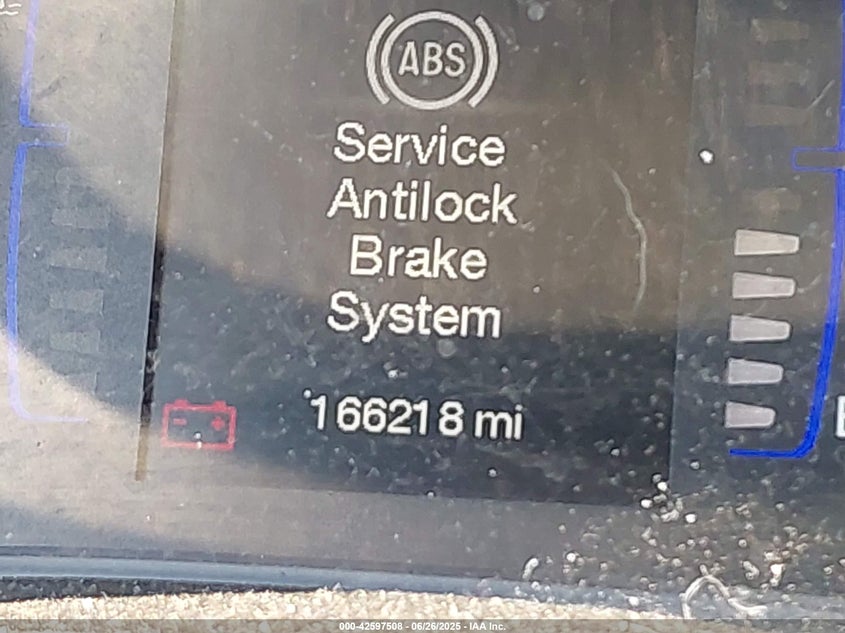 ABS
Service
Antilock
Brake
System
166218 mi
000-42597508 - 06/26/2025 - IAA Inc.